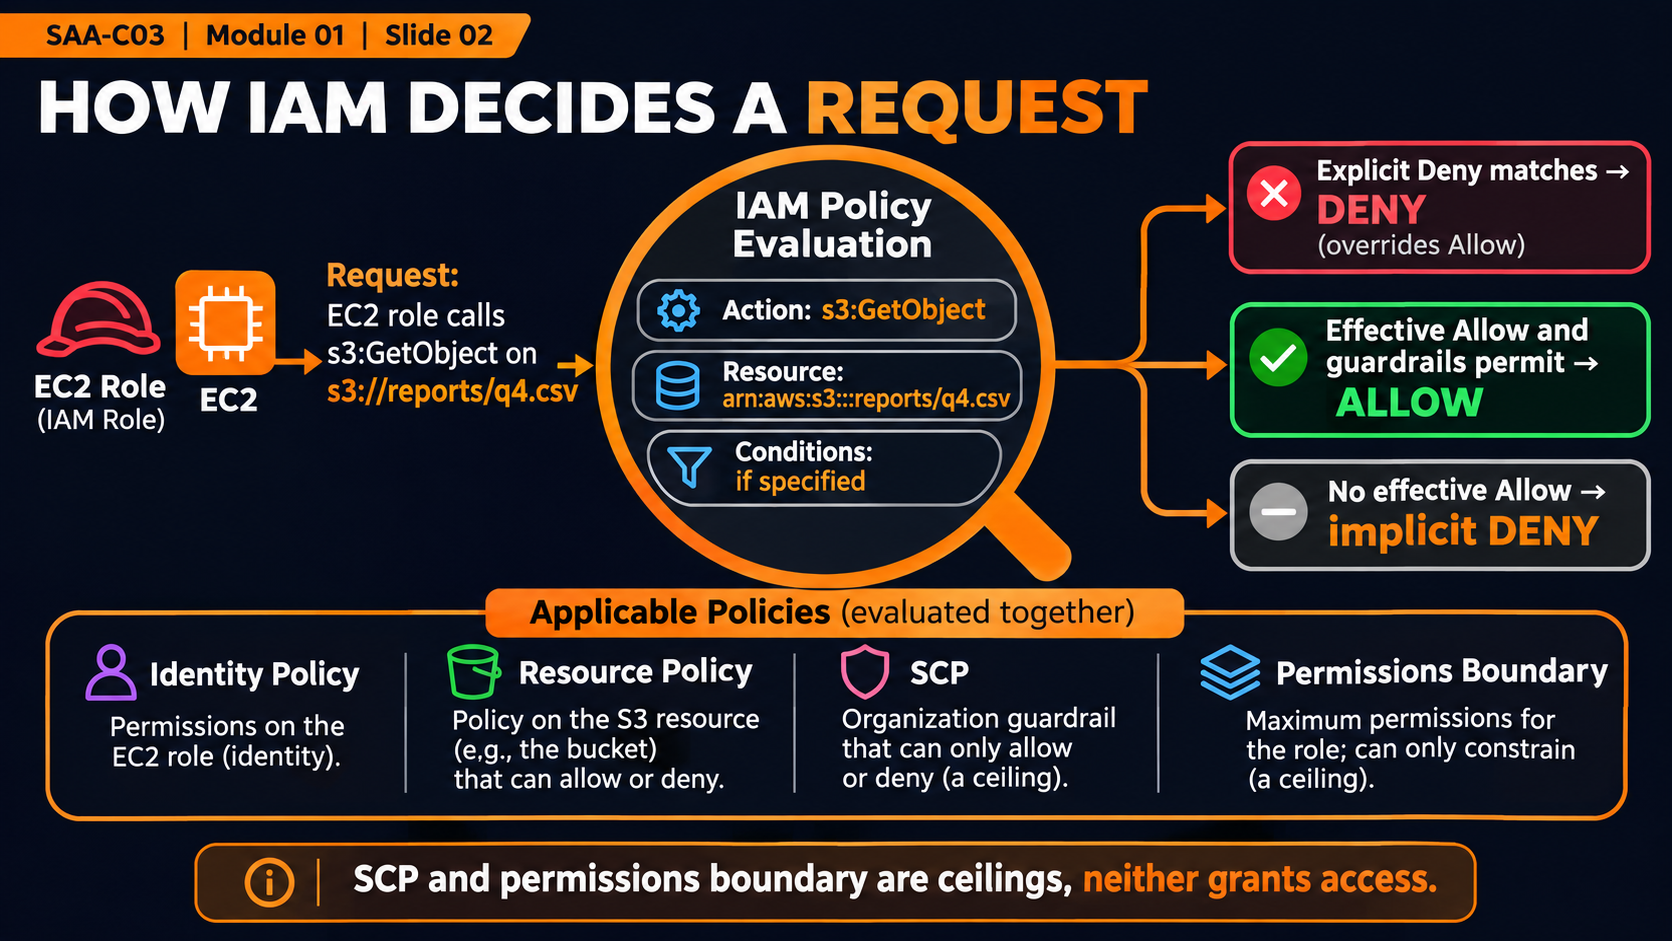 SAA-C03 | Module 01 | Slide 02
HOW IAM DECIDES A REQUEST
EC2 Role
(IAM Role)
EC2
Request:
EC2 role calls
s3:GetObject on
s3://reports/q4.csv
IAM Policy
Evaluation
Action: s3:GetObject
Resource:
arn:aws:s3:::reports/q4.csv
Conditions:
if specified
Explicit Deny matches →
DENY
(overrides Allow)
Effective Allow and
guardrails permit →
ALLOW
No effective Allow →
implicit DENY
Applicable Policies (evaluated together)
Identity Policy
Permissions on the
EC2 role (identity).
Resource Policy
Policy on the S3 resource
(e.g., the bucket)
that can allow or deny.
SCP
Organization guardrail
that can only allow
or deny (a ceiling).
Permissions Boundary
Maximum permissions for
the role; can only constrain
(a ceiling).
SCP and permissions boundary are ceilings, neither grants access.